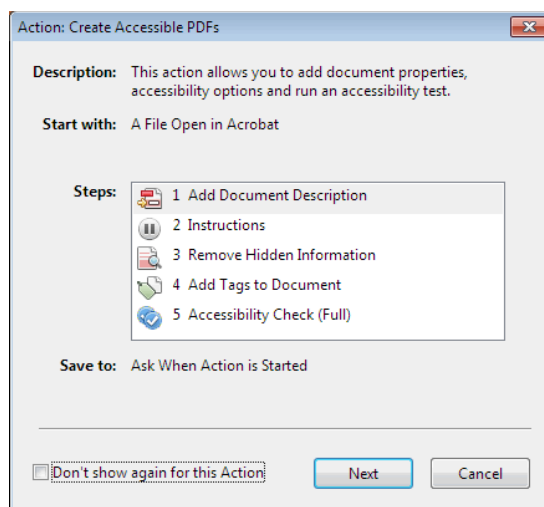 Action: Create Accessible PDFs
Description: This action allows you to add document properties,
accessibility options and run an accessibility test.
Start with: A File Open in Acrobat
Steps:
1 Add Document Description
2 Instructions
3 Remove Hidden Information
4 Add Tags to Document
5 Accessibility Check (Full)
Save to: Ask When Action is Started
Don't show again for this Action
Next
Cancel